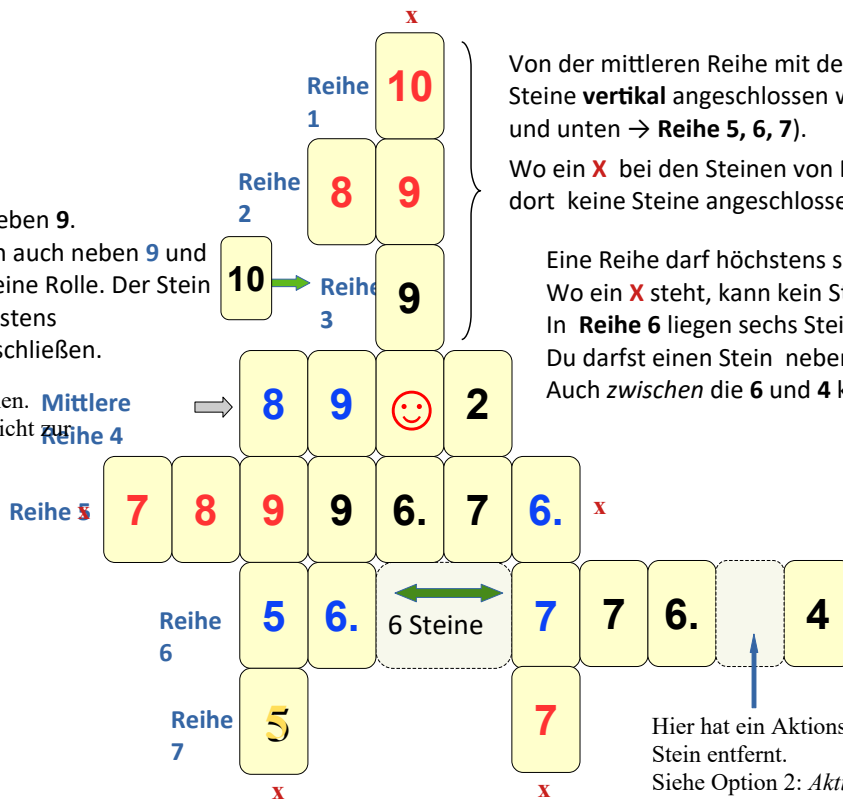 x
Reihe 1
10
Von der mittleren Reihe mit de
Steine vertikal angeschlossen
und unten → Reihe 5, 6, 7).
Reihe 2
8 9
Wo ein X bei den Steinen von
dort keine Steine angeschlosse
eben 9.
auch neben 9 und
eine Rolle. Der Stein
stens
schließen.
10
Reihe 3
9
Eine Reihe darf höchstens s
Wo ein X steht, kann kein St
In Reihe 6 liegen sechs Stei
Du darfst einen Stein neben
Auch zwischen die 6 und 4 k
en.
icht zur
Mittlere
Reihe 4
8 9 2
Reihe 5
x
7 8 9 9 6. 7 6.
x
Reihe 6
5 6. 6 Steine 7 7 6. 4
Reihe 7
5 7
x x
Hier hat ein Aktions
Stein entfernt.
Siehe Option 2: Akti